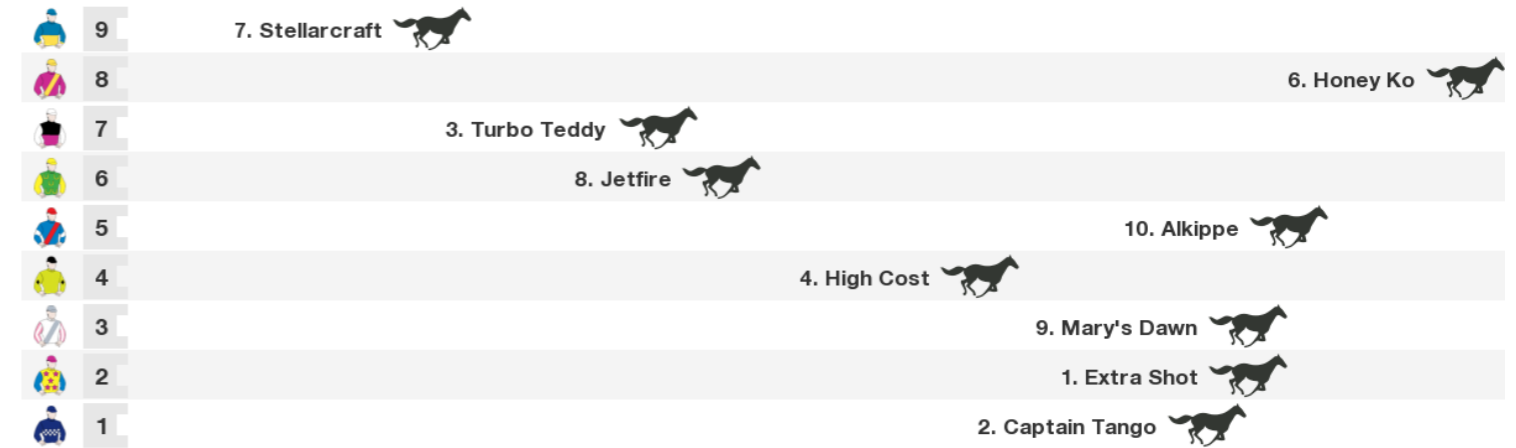 9 7. Stellarcraft
8 6. Honey Ko
7 3. Turbo Teddy
6 8. Jetfire
5 10. Alkippe
4 4. High Cost
3 9. Mary's Dawn
2 1. Extra Shot
1 2. Captain Tango